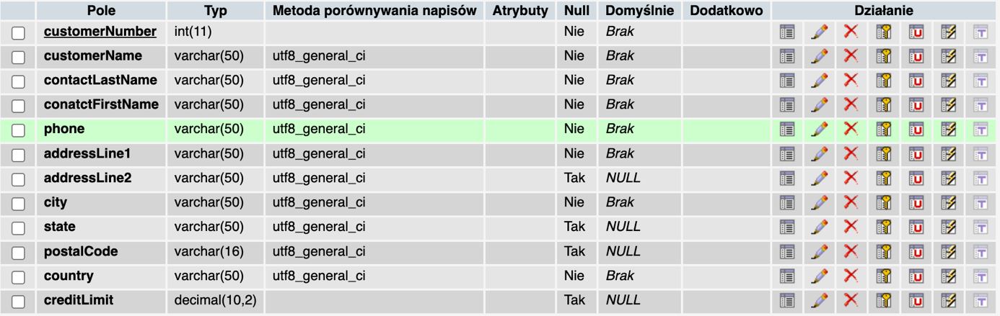 Pole Typ Metoda porównywania napisów Atrybuty Null Domyślnie Dodatkowo Działanie
customerNumber int(11) Nie Brak
customerName varchar(50) utf8_general_ci Nie Brak
contactLastName varchar(50) utf8_general_ci Nie Brak
conatctFirstName varchar(50) utf8_general_ci Nie Brak
phone varchar(50) utf8_general_ci Nie Brak
addressLine1 varchar(50) utf8_general_ci Nie Brak
addressLine2 varchar(50) utf8_general_ci Tak NULL
city varchar(50) utf8_general_ci Nie Brak
state varchar(50) utf8_general_ci Tak NULL
postalCode varchar(16) utf8_general_ci Tak NULL
country varchar(50) utf8_general_ci Nie Brak
creditLimit decimal(10,2) Tak NULL